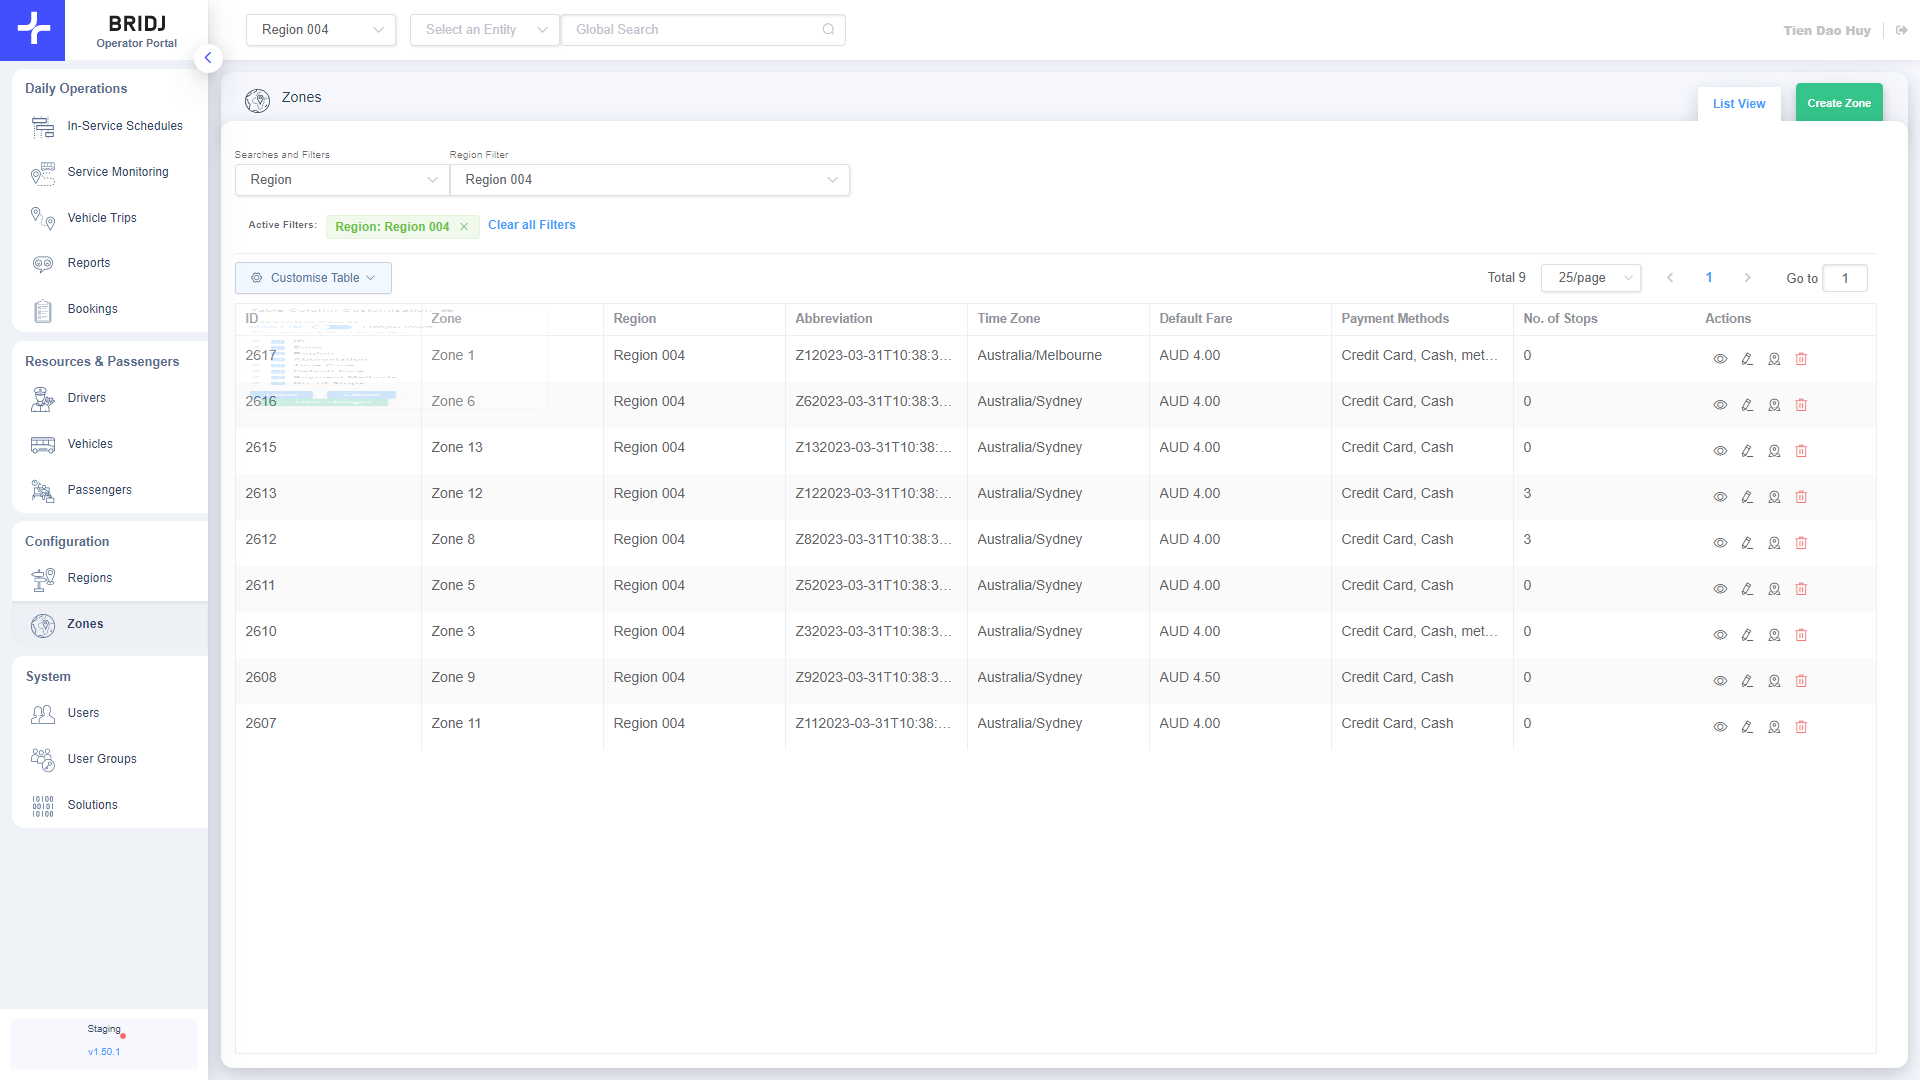 BRIDJ
Operator Portal
Region 004
Select an Entity
Global Search
Tien Dao Huy
Daily Operations
In-Service Schedules
Service Monitoring
Vehicle Trips
Reports
Bookings
Resources & Passengers
Drivers
Vehicles
Passengers
Configuration
Regions
Zones
System
Users
User Groups
Solutions
Staging
v1.50.1
Zones
List View
Create Zone
Searches and Filters
Region Filter
Region
Region 004
Active Filters: Region: Region 004 Clear all Filters
Customise Table
Total 9 25/page 1 Go to 1
ID Zone Region Abbreviation Time Zone Default Fare Payment Methods No. of Stops Actions
2617 Zone 1 Region 004 Z12023-03-31T10:38:3... Australia/Melbourne AUD 4.00 Credit Card, Cash, met... 0
2616 Zone 6 Region 004 Z62023-03-31T10:38:3... Australia/Sydney AUD 4.00 Credit Card, Cash 0
2615 Zone 13 Region 004 Z132023-03-31T10:38:... Australia/Sydney AUD 4.00 Credit Card, Cash 0
2613 Zone 12 Region 004 Z122023-03-31T10:38:... Australia/Sydney AUD 4.00 Credit Card, Cash 3
2612 Zone 8 Region 004 Z82023-03-31T10:38:3... Australia/Sydney AUD 4.00 Credit Card, Cash 3
2611 Zone 5 Region 004 Z52023-03-31T10:38:3... Australia/Sydney AUD 4.00 Credit Card, Cash 0
2610 Zone 3 Region 004 Z32023-03-31T10:38:3... Australia/Sydney AUD 4.00 Credit Card, Cash, met... 0
2608 Zone 9 Region 004 Z92023-03-31T10:38:3... Australia/Sydney AUD 4.50 Credit Card, Cash 0
2607 Zone 11 Region 004 Z112023-03-31T10:38:... Australia/Sydney AUD 4.00 Credit Card, Cash 0